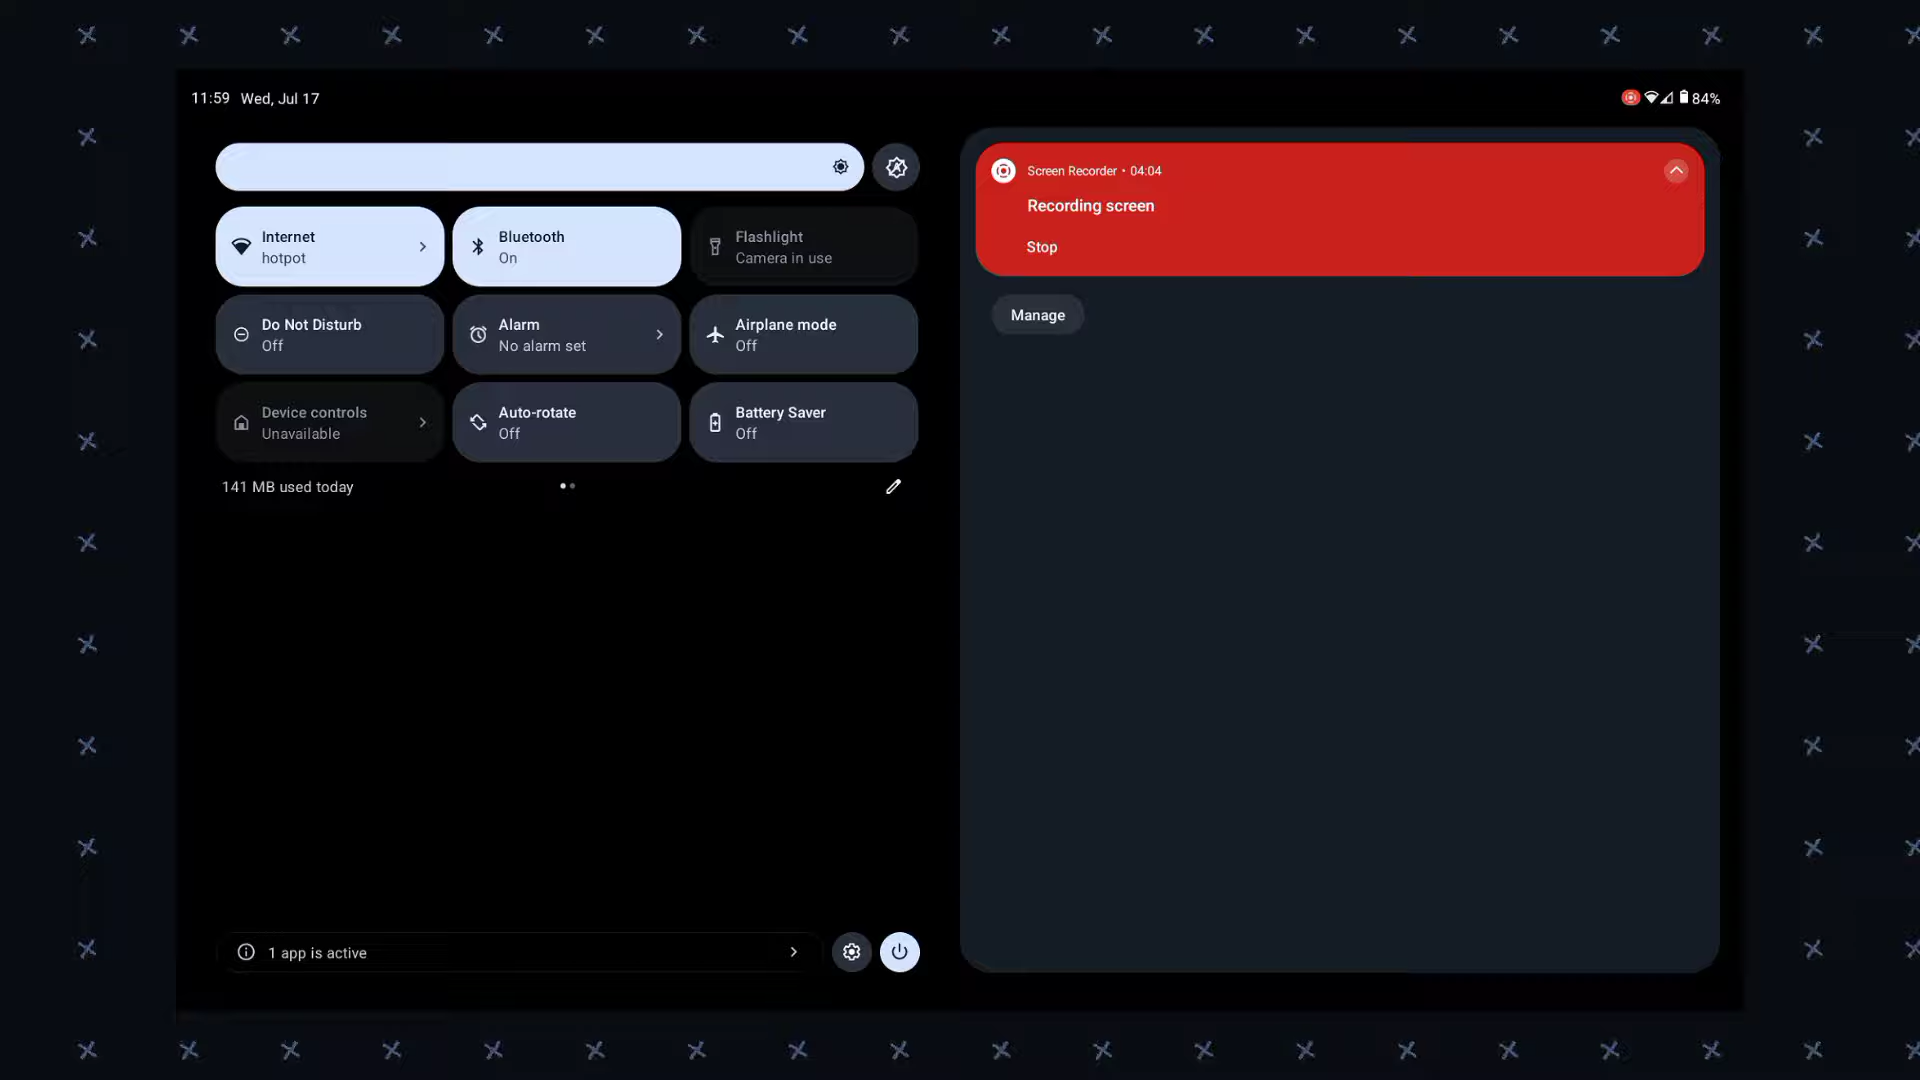 11:59 Wed, Jul 17
84%
Internet
hotpot
Bluetooth
On
Flashlight
Camera in use
Do Not Disturb
Off
Alarm
No alarm set
Airplane mode
Off
Device controls
Unavailable
Auto-rotate
Off
Battery Saver
Off
141 MB used today
1 app is active
Screen Recorder • 04:04
Recording screen
Stop
Manage